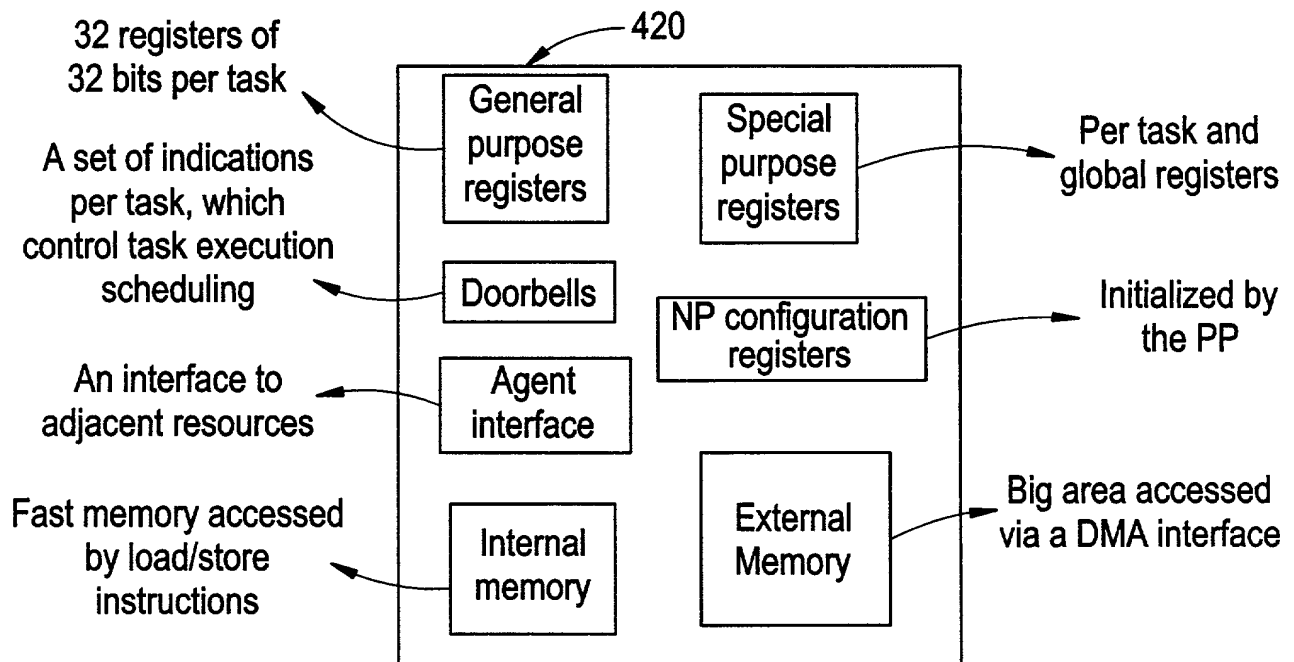 420
32 registers of
32 bits per task
General
purpose
registers
Special
purpose
registers
Per task and
global registers
A set of indications
per task, which
control task execution
scheduling
Doorbells
NP configuration
registers
Initialized by
the PP
An interface to
adjacent resources
Agent
interface
Fast memory accessed
by load/store
instructions
Internal
memory
External
Memory
Big area accessed
via a DMA interface